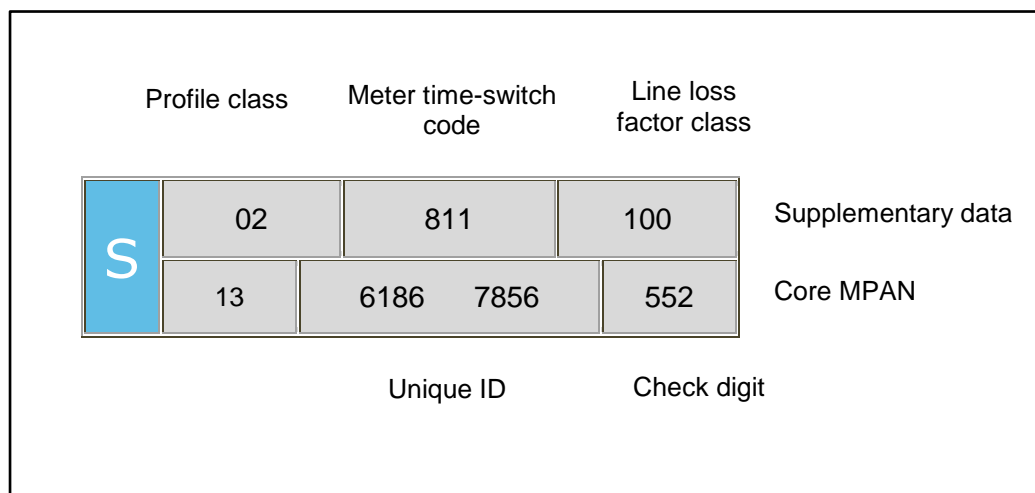 Profile class
Meter time-switch
code
Line loss
factor class
S
02 811 100
Supplementary data
13 6186 7856 552
Core MPAN
Unique ID
Check digit